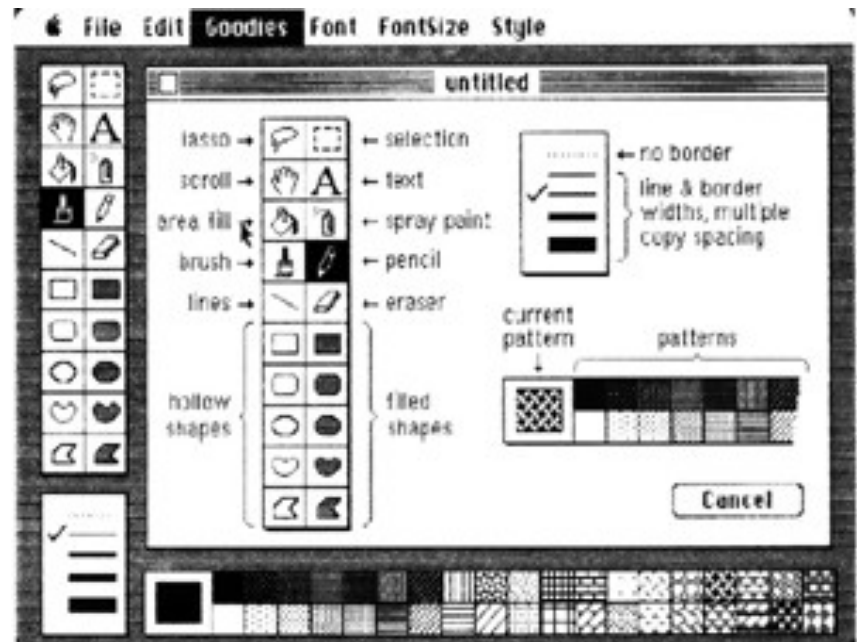 File Edit Goodies Font FontSize Style
untitled
lasso
selection
scroll
A
text
area fill
spray paint
brush
pencil
lines
eraser
hollow
shapes
filled
shapes
no border
line & border
widths, multiple
copy spacing
current
pattern
patterns
Cancel
A